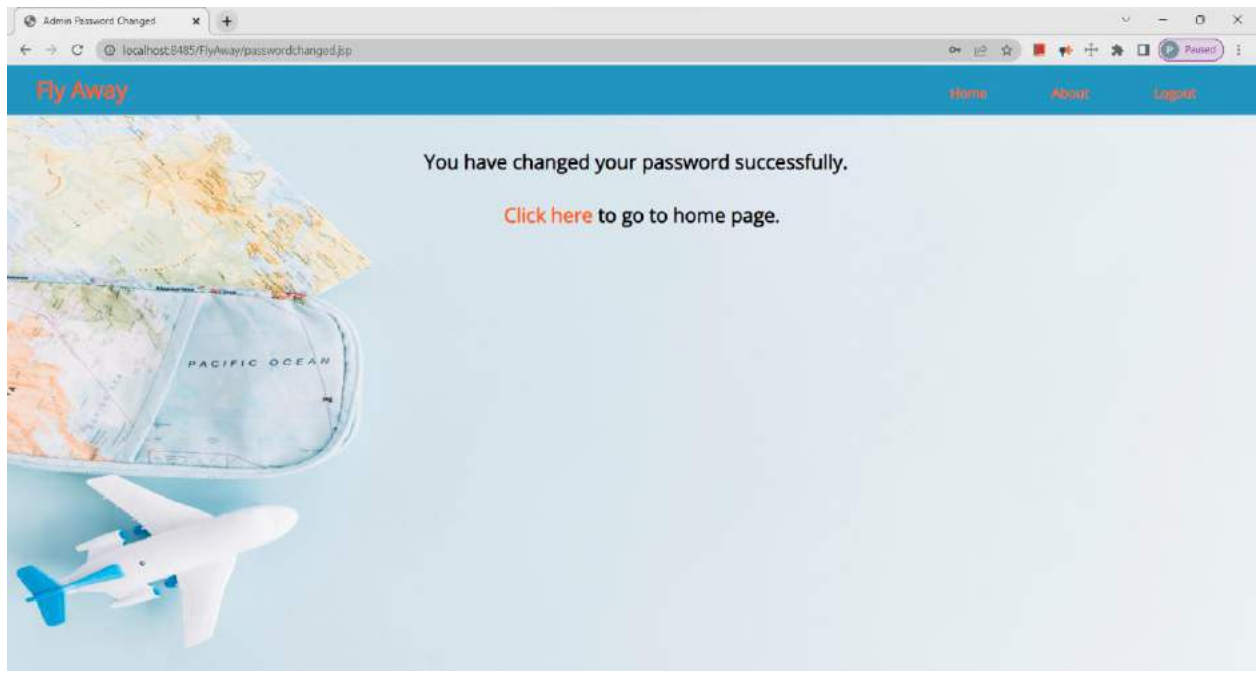 Admin Password Changed
localhost:8485/FlyAway/passwordchanged.jsp
P Paused
Fly Away
Home About Logout
You have changed your password successfully.
Click here to go to home page.
PACIFIC OCEAN